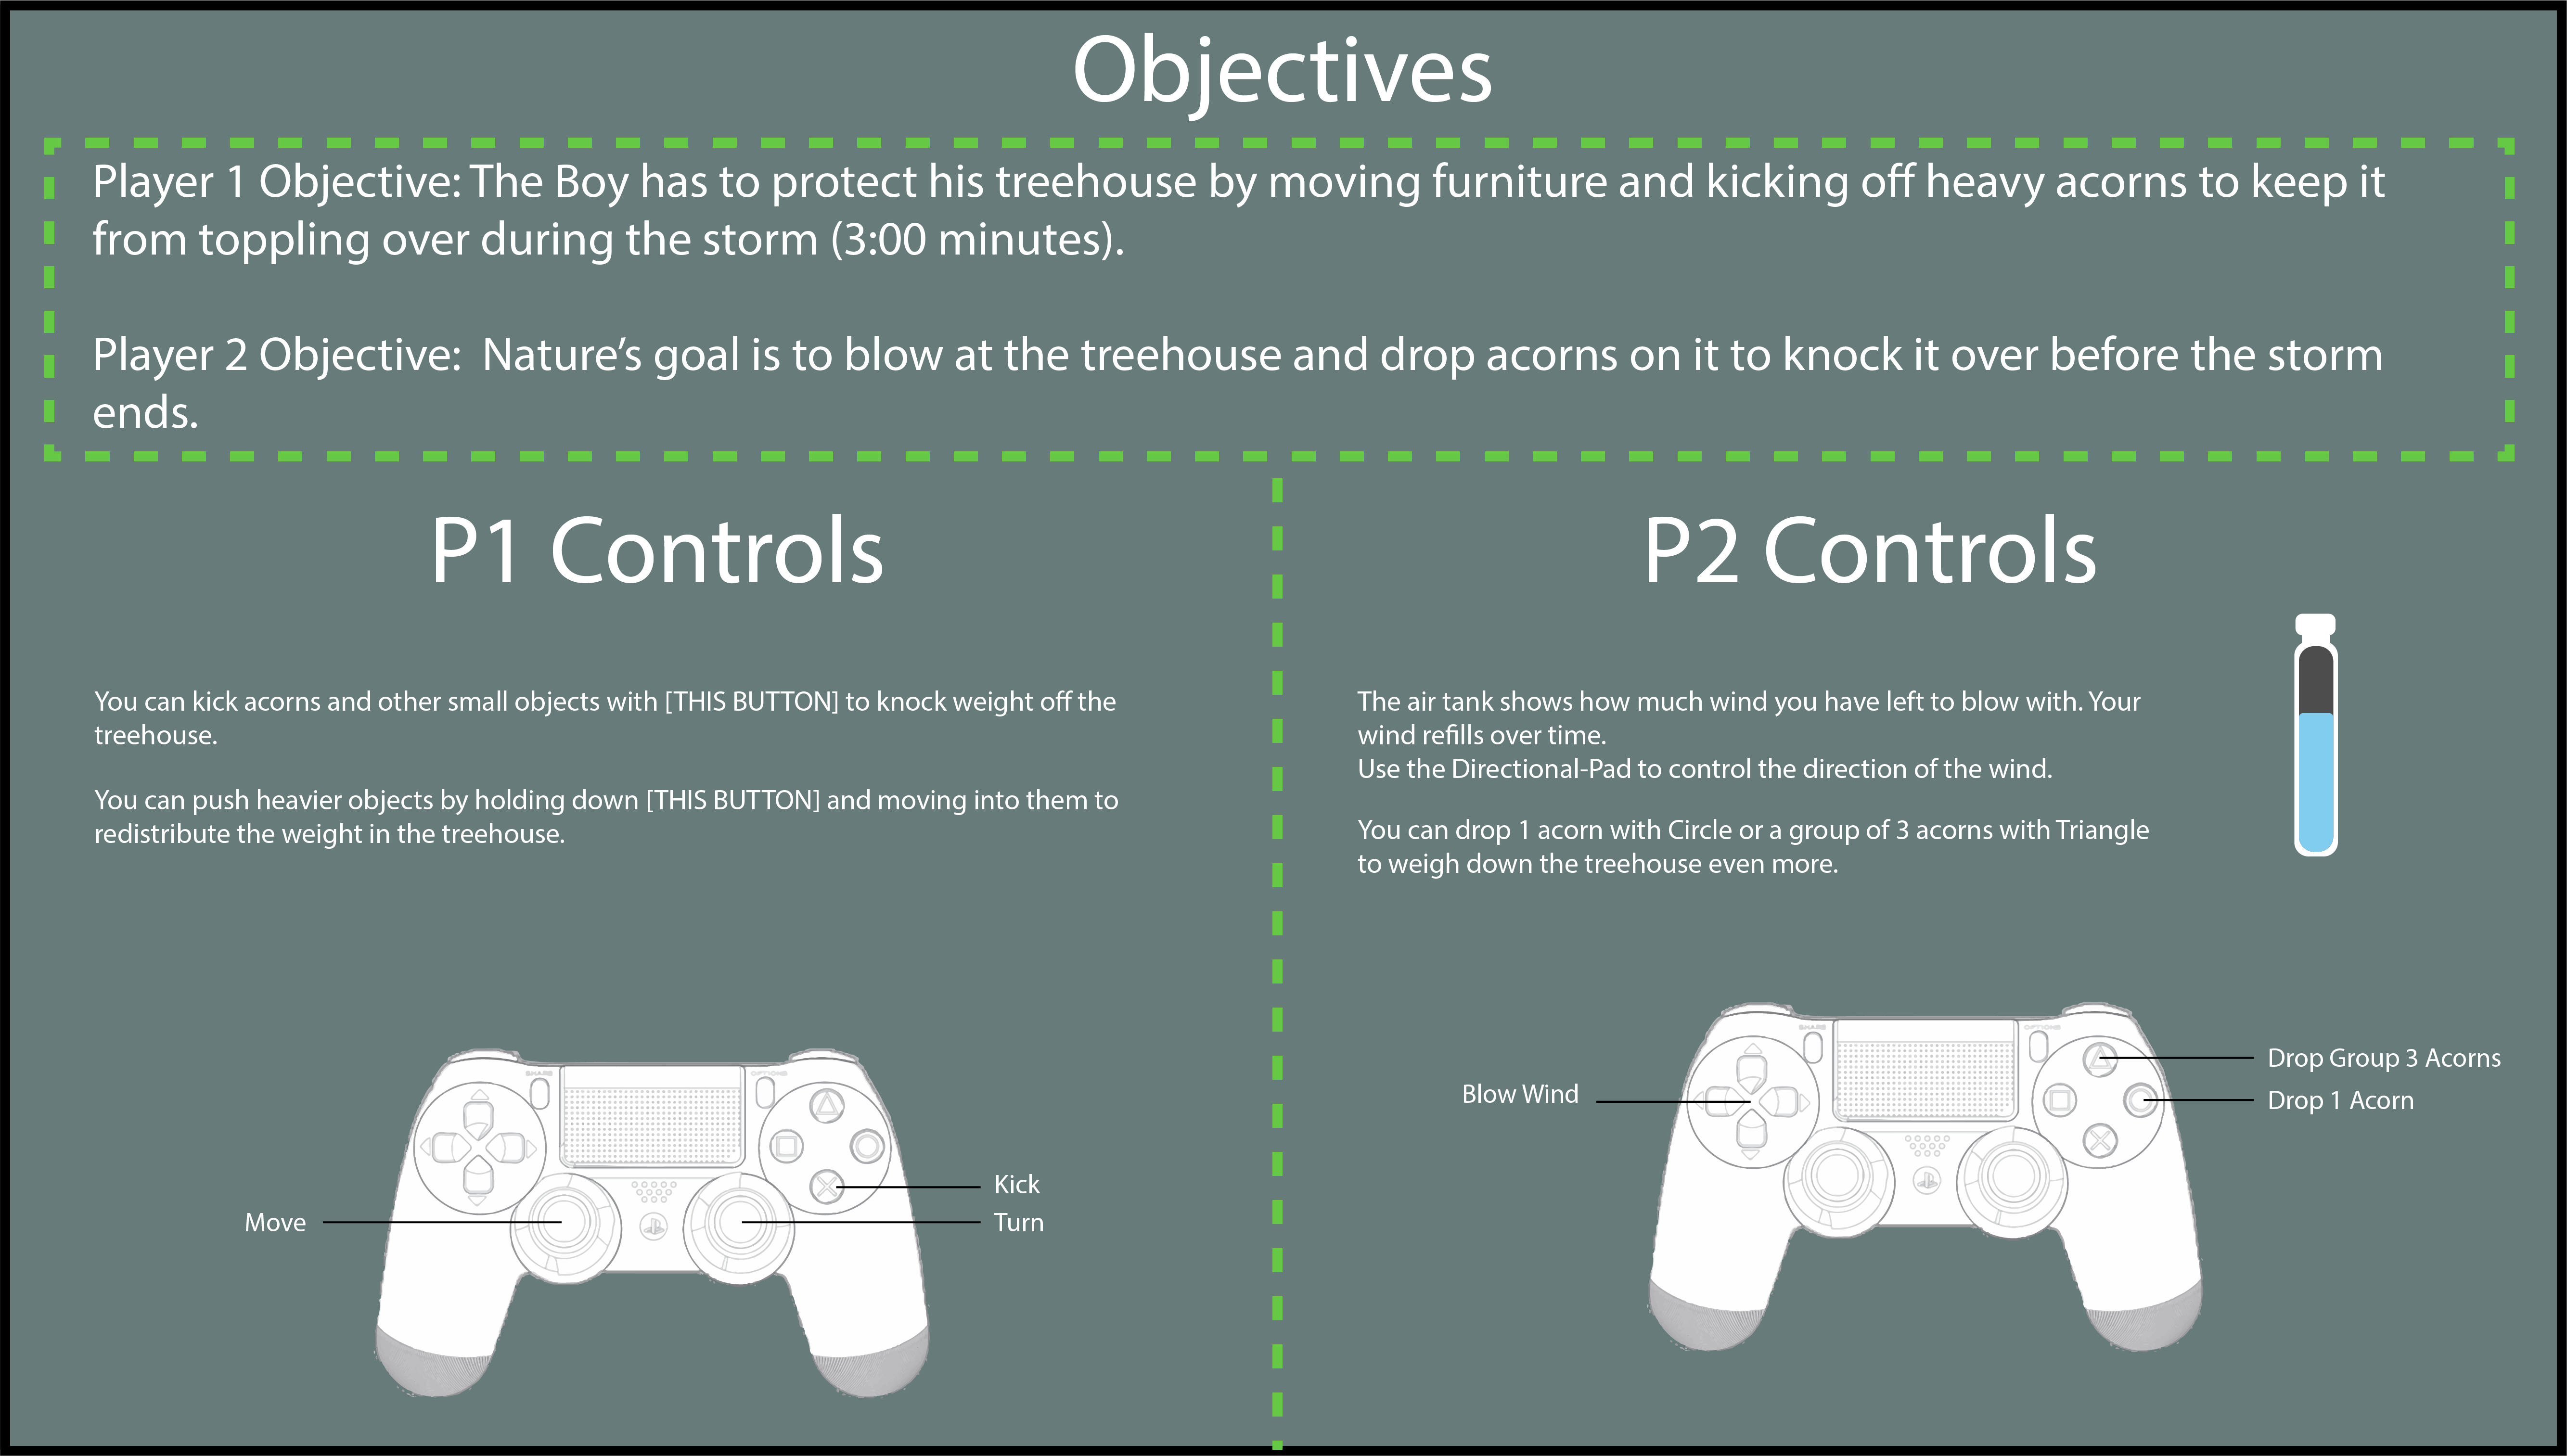 Objectives
Player 1 Objective: The Boy has to protect his treehouse by moving furniture and kicking off heavy acorns to keep it
from toppling over during the storm (3:00 minutes).
Player 2 Objective:  Nature’s goal is to blow at the treehouse and drop acorns on it to knock it over before the storm
ends.
P1 Controls
You can kick acorns and other small objects with [THIS BUTTON] to knock weight off the
treehouse.
You can push heavier objects by holding down [THIS BUTTON] and moving into them to
redistribute the weight in the treehouse.
SHARE
OPTIONS
Kick
Move
Turn
P2 Controls
The air tank shows how much wind you have left to blow with. Your
wind refills over time.
Use the Directional-Pad to control the direction of the wind.
You can drop 1 acorn with Circle or a group of 3 acorns with Triangle
to weigh down the treehouse even more.
SHARE
OPTIONS
Drop Group 3 Acorns
Blow Wind
Drop 1 Acorn